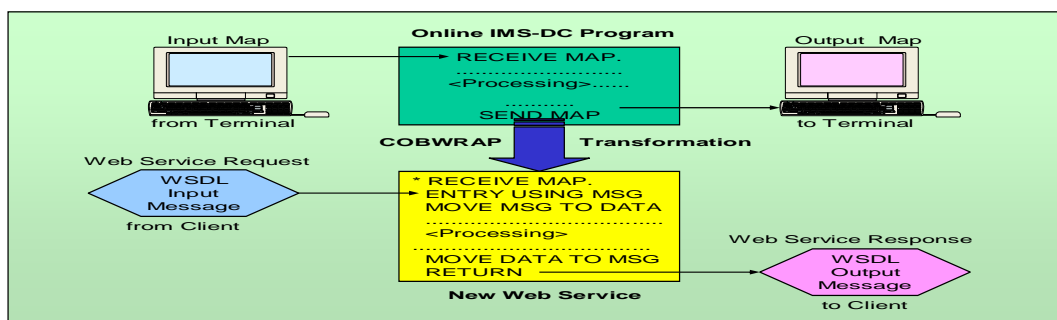 Input Map
Online IMS-DC Program
Output Map
RECEIVE MAP.
.............................
<Processing>......
..........
SEND MAP
from Terminal
to Terminal
COBWRAP Transformation
Web Service Request
WSDL
Input
Message
from Client
* RECEIVE MAP.
ENTRY USING MSG
MOVE MSG TO DATA
........................................
<Processing>
..........................................
MOVE DATA TO MSG
RETURN
New Web Service
Web Service Response
WSDL
Output
Message
to Client